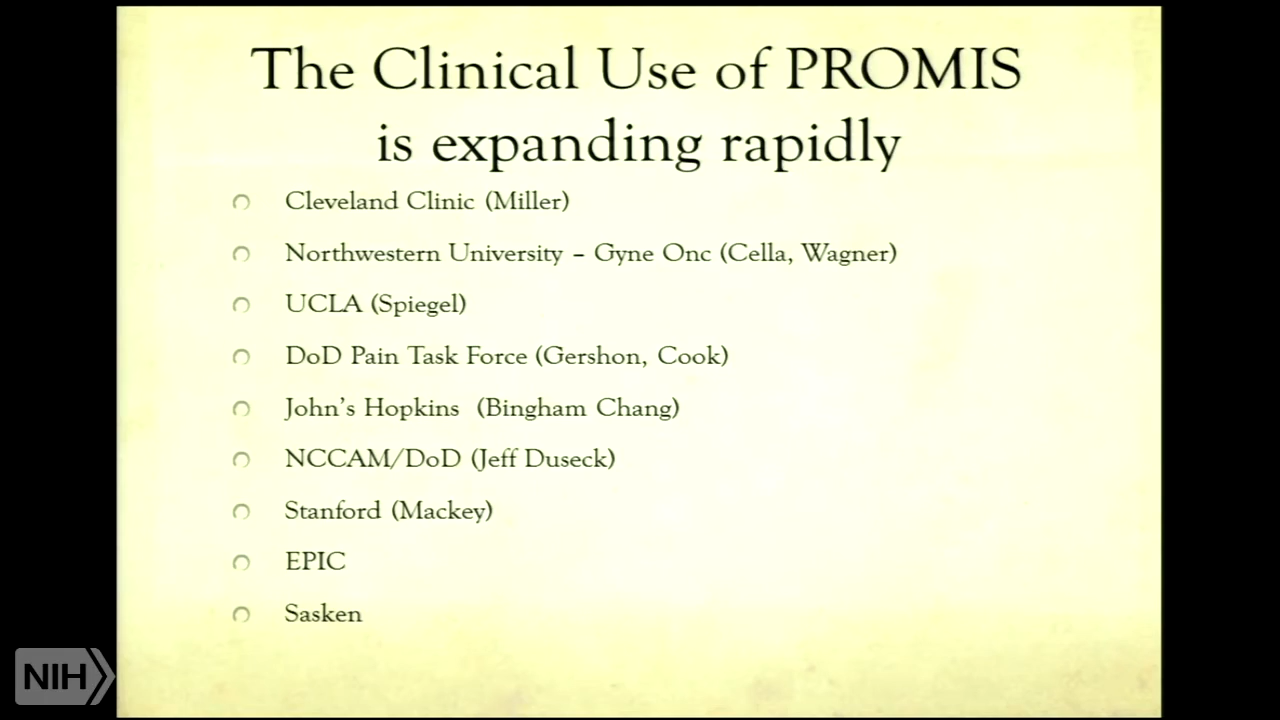 The Clinical Use of PROMIS
is expanding rapidly
Cleveland Clinic (Miller)
Northwestern University – Gyne Onc (Cella, Wagner)
UCLA (Spiegel)
DoD Pain Task Force (Gershon, Cook)
John’s Hopkins (Bingham Chang)
NCCAM/DoD (Jeff Duseck)
Stanford (Mackey)
EPIC
Sasken
NIH